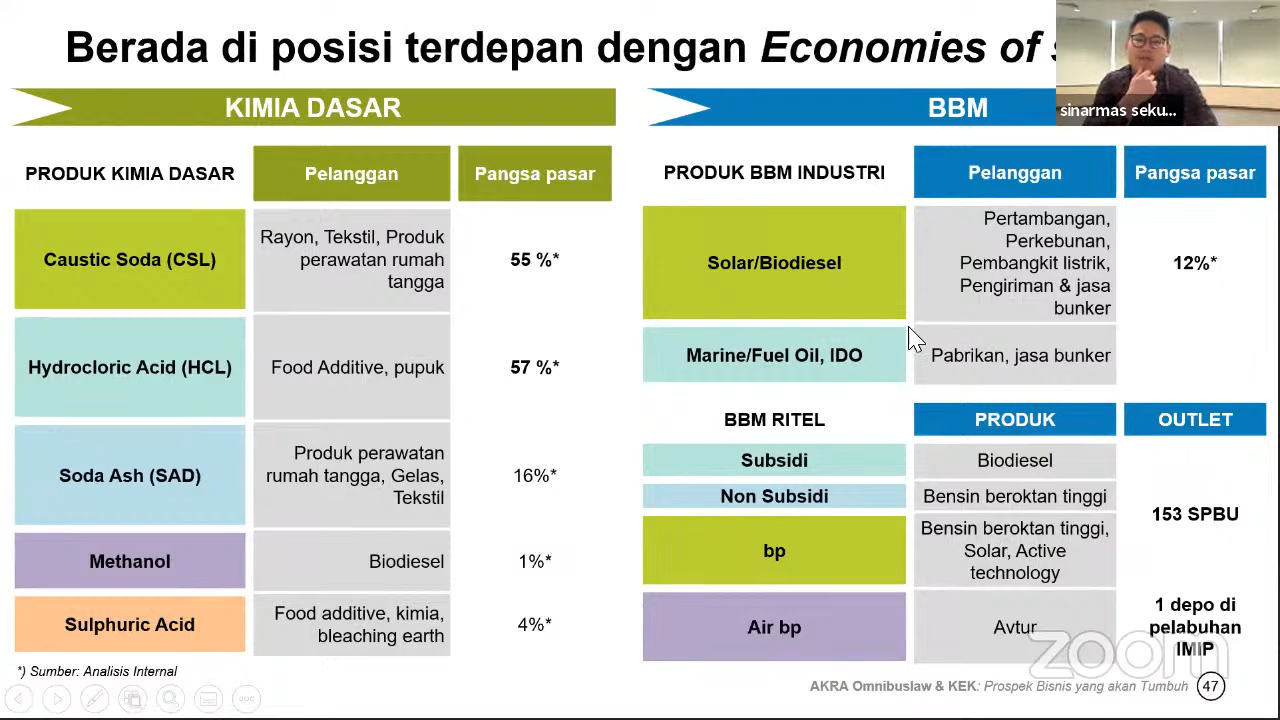 Berada di posisi terdepan dengan Economies of
sinarmas seku...
KIMIA DASAR
PRODUK KIMIA DASAR
Pelanggan
Pangsa pasar
Caustic Soda (CSL)
Rayon, Tekstil, Produk
perawatan rumah
tangga
55 %*
Hydrocloric Acid (HCL)
Food Additive, pupuk
57 %*
Soda Ash (SAD)
Produk perawatan
rumah tangga, Gelas,
Tekstil
16%*
Methanol
Biodiesel
1%*
Sulphuric Acid
Food additive, kimia,
bleaching earth
4%*
*) Sumber: Analisis Internal
BBM
PRODUK BBM INDUSTRI
Pelanggan
Pangsa pasar
Solar/Biodiesel
Pertambangan,
Perkebunan,
Pembangkit listrik,
Pengiriman & jasa
bunker
12%*
Marine/Fuel Oil, IDO
Pabrikan, jasa bunker
BBM RITEL
PRODUK
OUTLET
Subsidi
Biodiesel
Non Subsidi
Bensin beroktan tinggi
153 SPBU
bp
Bensin beroktan tinggi,
Solar, Active
technology
Air bp
Avtur
1 depo di
pelabuhan
IMIP
zoom
AKRA Omnibuslaw & KEK: Prospek Bisnis yang akan Tumbuh 47